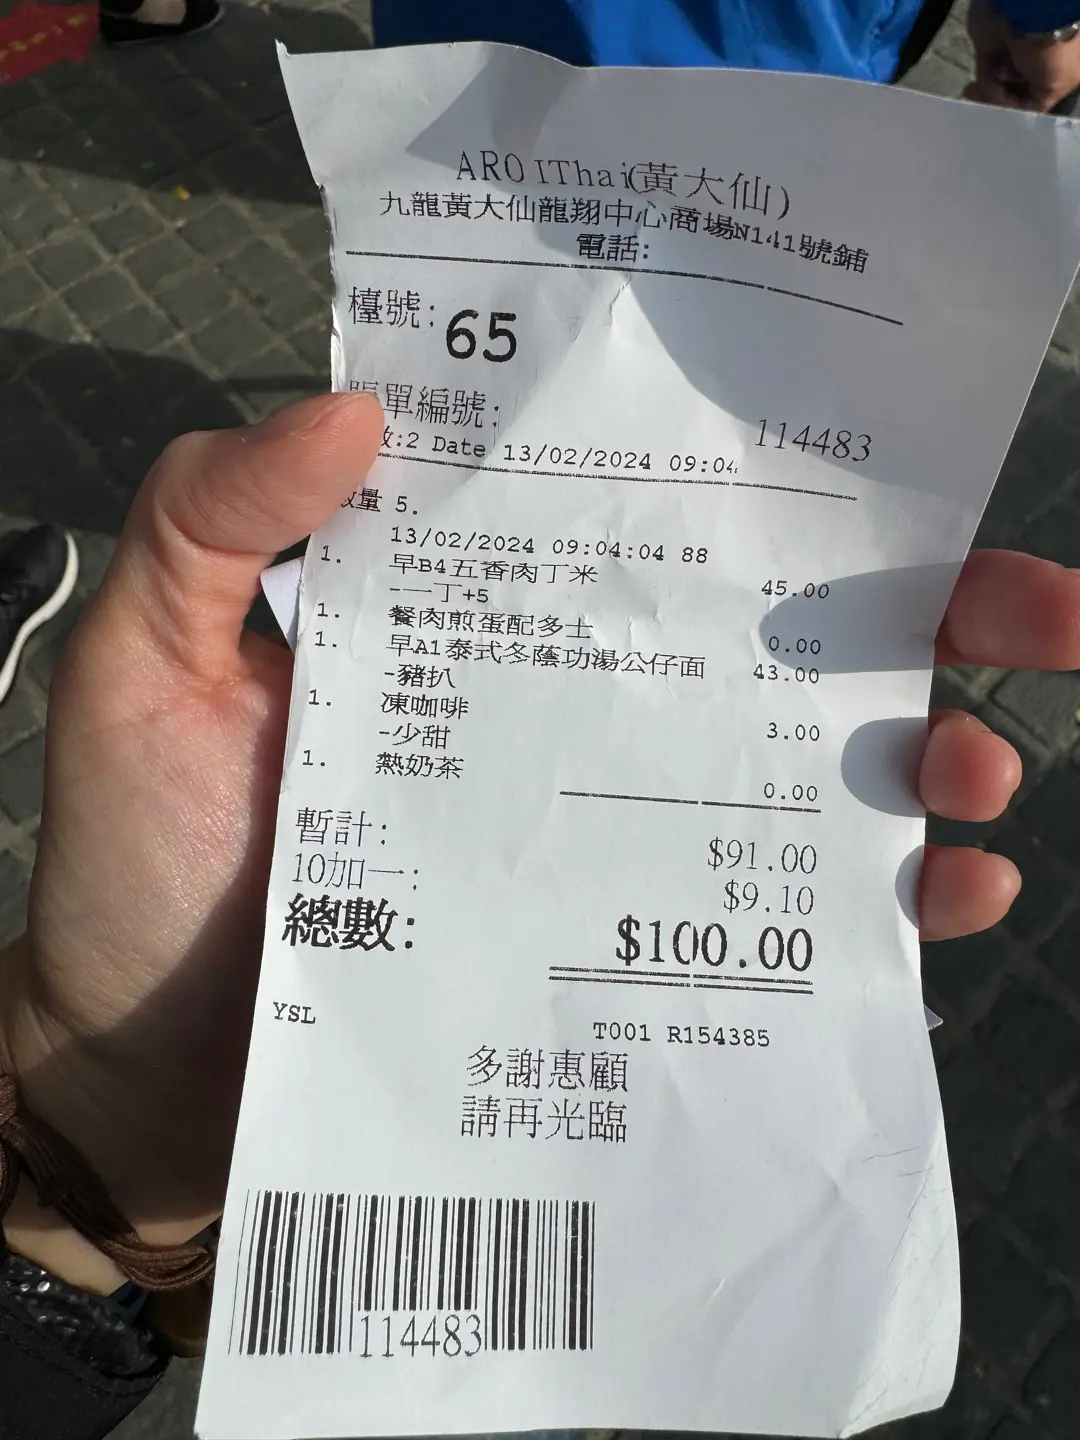 AROIThai(黃大仙)
九龍黃大仙龍翔中心商場N141號鋪
電話:
檯號: 65
賬單編號: 114483
數:2 Date 13/02/2024 09:04
數量 5.
13/02/2024 09:04:04 88
1. 早B4五香肉丁米 45.00
-一丁+5
1. 餐肉煎蛋配多士 0.00
1. 早A1泰式冬蔭功湯公仔面 43.00
-豬扒
1. 凍咖啡 3.00
-少甜
1. 熱奶茶 0.00
暫計: $91.00
10加一: $9.10
總數: $100.00
YSL T001 R154385
多謝惠顧
請再光臨
114483